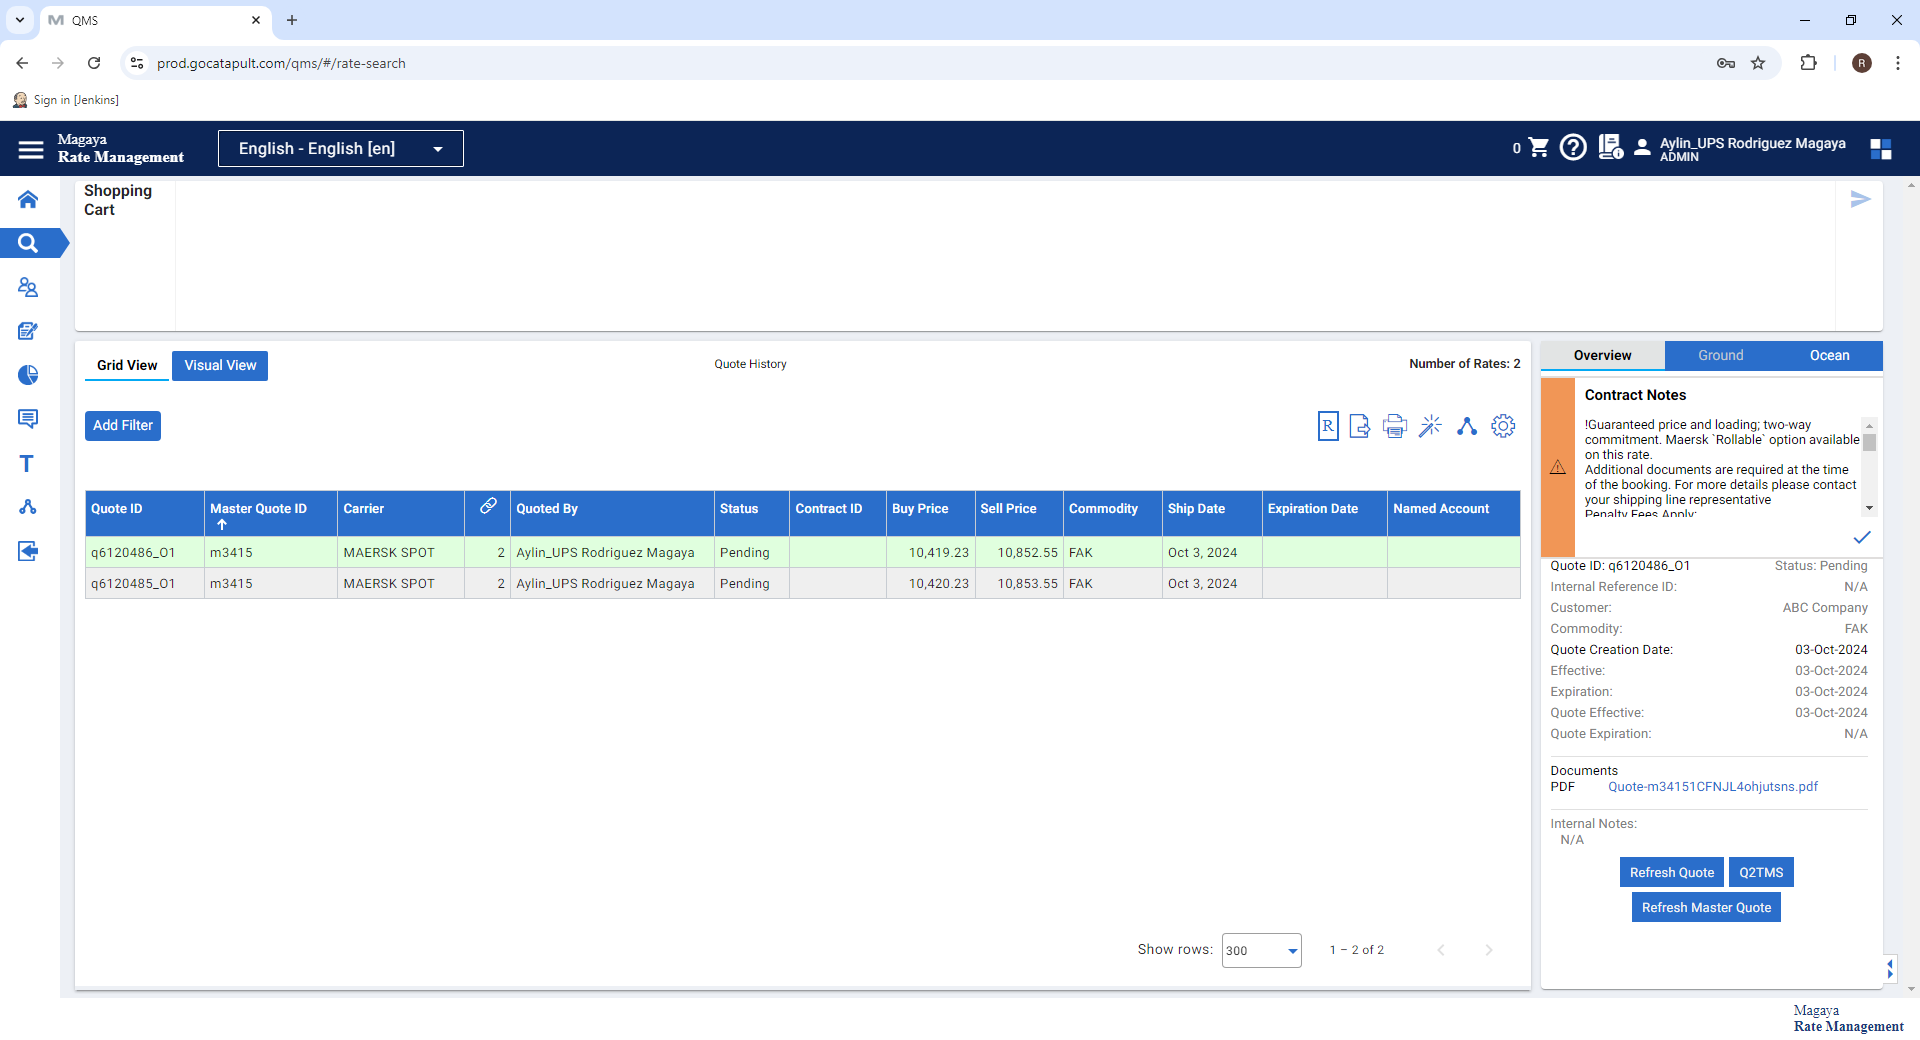 QMS
prod.gocatapult.com/qms/#/rate-search
R
Sign in [Jenkins]
Magaya
Rate Management
English - English [en]
0
Aylin_UPS Rodriguez Magaya
ADMIN
Shopping
Cart
Grid View
Visual View
Quote History
Number of Rates: 2
Add Filter
R
Quote ID Master Quote ID Carrier Quoted By Status Contract ID Buy Price Sell Price Commodity Ship Date Expiration Date Named Account
q6120486_O1 m3415 MAERSK SPOT 2 Aylin_UPS Rodriguez Magaya Pending 10,419.23 10,852.55 FAK Oct 3, 2024
q6120485_O1 m3415 MAERSK SPOT 2 Aylin_UPS Rodriguez Magaya Pending 10,420.23 10,853.55 FAK Oct 3, 2024
Show rows: 300 1 – 2 of 2
Overview Ground Ocean
Contract Notes
!Guaranteed price and loading; two-way
commitment. Maersk `Rollable` option available
on this rate.
Additional documents are required at the time
of the booking. For more details please contact
your shipping line representative
Penalty Fees Apply:
Quote ID: q6120486_O1 Status: Pending
Internal Reference ID: N/A
Customer: ABC Company
Commodity: FAK
Quote Creation Date: 03-Oct-2024
Effective: 03-Oct-2024
Expiration: 03-Oct-2024
Quote Effective: 03-Oct-2024
Quote Expiration: N/A
Documents
PDF Quote-m34151CFNJL4ohjutsns.pdf
Internal Notes:
N/A
Refresh Quote Q2TMS
Refresh Master Quote
T
Magaya
Rate Management